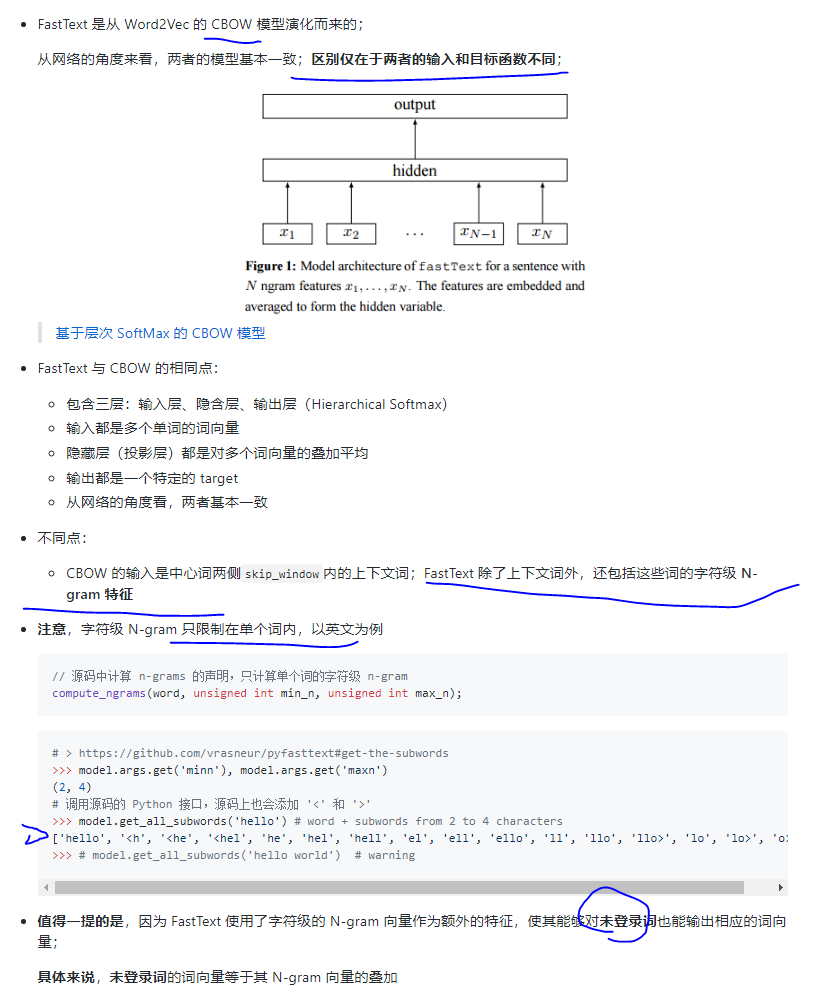 FastText 是从 Word2Vec 的 CBOW 模型演化而来的；
从网络的角度来看，两者的模型基本一致；区别仅在于两者的输入和目标函数不同；
output
hidden
x1 x2 ... xN−1 xN
Figure 1: Model architecture of fastText for a sentence with
N ngram features x1, . . . , xN. The features are embedded and
averaged to form the hidden variable.
基于层次 SoftMax 的 CBOW 模型
FastText 与 CBOW 的相同点：
包含三层：输入层、隐含层、输出层（Hierarchical Softmax）
输入都是多个单词的词向量
隐藏层（投影层）都是对多个词向量的叠加平均
输出都是一个特定的 target
从网络的角度看，两者基本一致
不同点：
CBOW 的输入是中心词两侧 skip_window 内的上下文词；FastText 除了上下文词外，还包括这些词的字符级 N-
gram 特征
注意，字符级 N-gram 只限制在单个词内，以英文为例
// 源码中计算 n-grams 的声明，只计算单个词的字符级 n-gram
compute_ngrams(word, unsigned int min_n, unsigned int max_n);
# > https://github.com/vrasneur/pyfasttext#get-the-subwords
>>> model.args.get('minn'), model.args.get('maxn')
(2, 4)
# 调用源码的 Python 接口，源码上也会添加 '<' 和 '>'
>>> model.get_all_subwords('hello') # word + subwords from 2 to 4 characters
['hello', '<h', '<he', '<hel', 'he', 'hel', 'hell', 'el', 'ell', 'ello', 'll', 'llo', 'llo>', 'lo', 'lo>', 'o>
>>> # model.get_all_subwords('hello world')  # warning
值得一提的是，因为 FastText 使用了字符级的 N-gram 向量作为额外的特征，使其能够对未登录词也能输出相应的词向
量；
具体来说，未登录词的词向量等于其 N-gram 向量的叠加